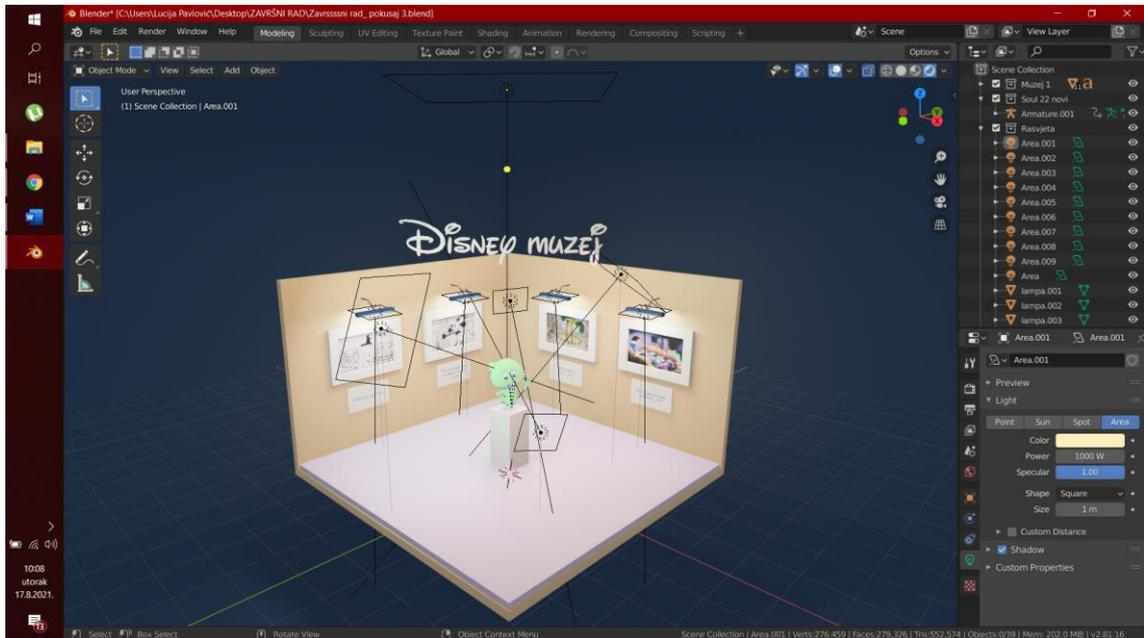 Blender* [C:\Users\Lucija Pavlović\Desktop\ZAVRŠNI RAD\Zavrssssni rad_ pokusaj 3.blend]
File Edit Render Window Help Modeling Sculpting UV Editing Texture Paint Shading Animation Rendering Compositing Scripting + Scene View Layer
Global Options
Object Mode View Select Add Object
User Perspective
(1) Scene Collection | Area.001
Z
Y
X
DISNEY MUZEJ
Scene Collection
Muzej 1
Soul 22 novi
Armature.001
Rasvjeta
Area.001
Area.002
Area.003
Area.004
Area.005
Area.006
Area.007
Area.008
Area.009
Area
lampa.001
lampa.002
lampa.003
Area.001 Area.001
Area.001
Preview
Light
Point Sun Spot Area
Color
Power 1000 W
Specular 1.00
Shape Square
Size 1 m
Custom Distance
Shadow
Custom Properties
10:08
utorak
17.8.2021.
Select Box Select Rotate View Object Context Menu Scene Collection | Area.001 | Verts:276.459 | Faces:279.326 | Tris:552.574 | Objects:0/39 | Mem: 202.0 MiB | v2.81.16